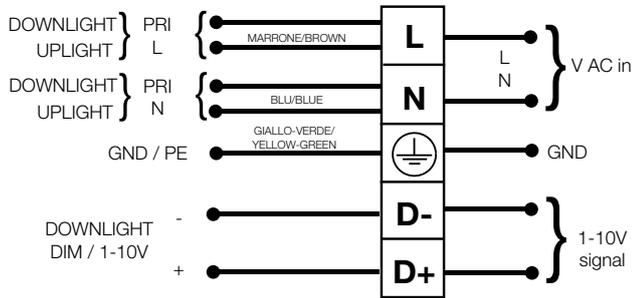 DOWNLIGHT } PRI {
UPLIGHT } L {
MARRONE/BROWN
L
L
N
} V AC in
DOWNLIGHT } PRI {
UPLIGHT } N {
BLU/BLUE
N
GND / PE
GIALLO-VERDE/
YELLOW-GREEN
GND
DOWNLIGHT
DIM / 1-10V
-
+
D-
D+
} 1-10V
signal